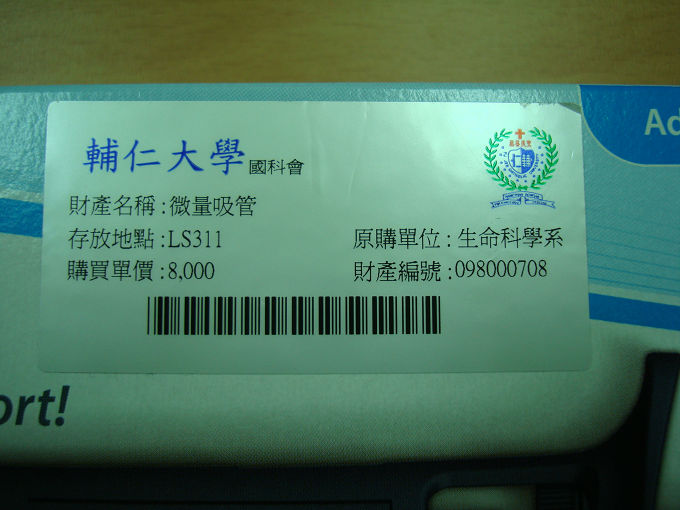 Ad
輔仁大學 國科會
財產名稱:微量吸管
存放地點:LS311 原購單位:生命科學系
購買單價:8,000 財產編號:098000708
ort!